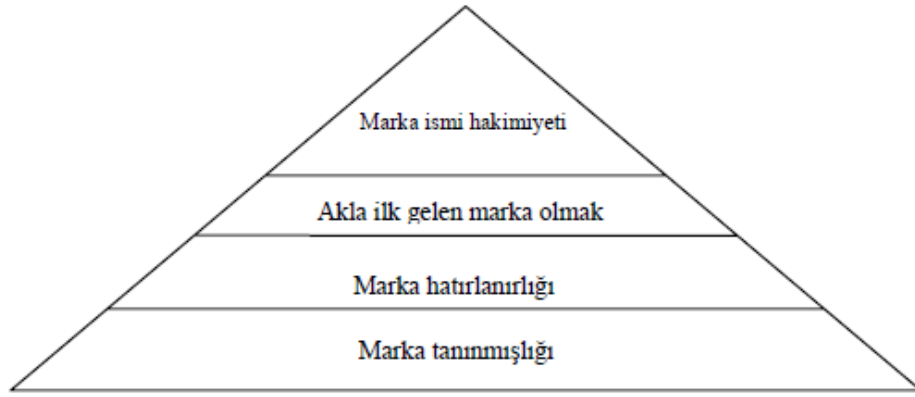 Marka ismi hakimiyeti
Akla ilk gelen marka olmak
Marka hatırlanırlığı
Marka tanınmışlığı